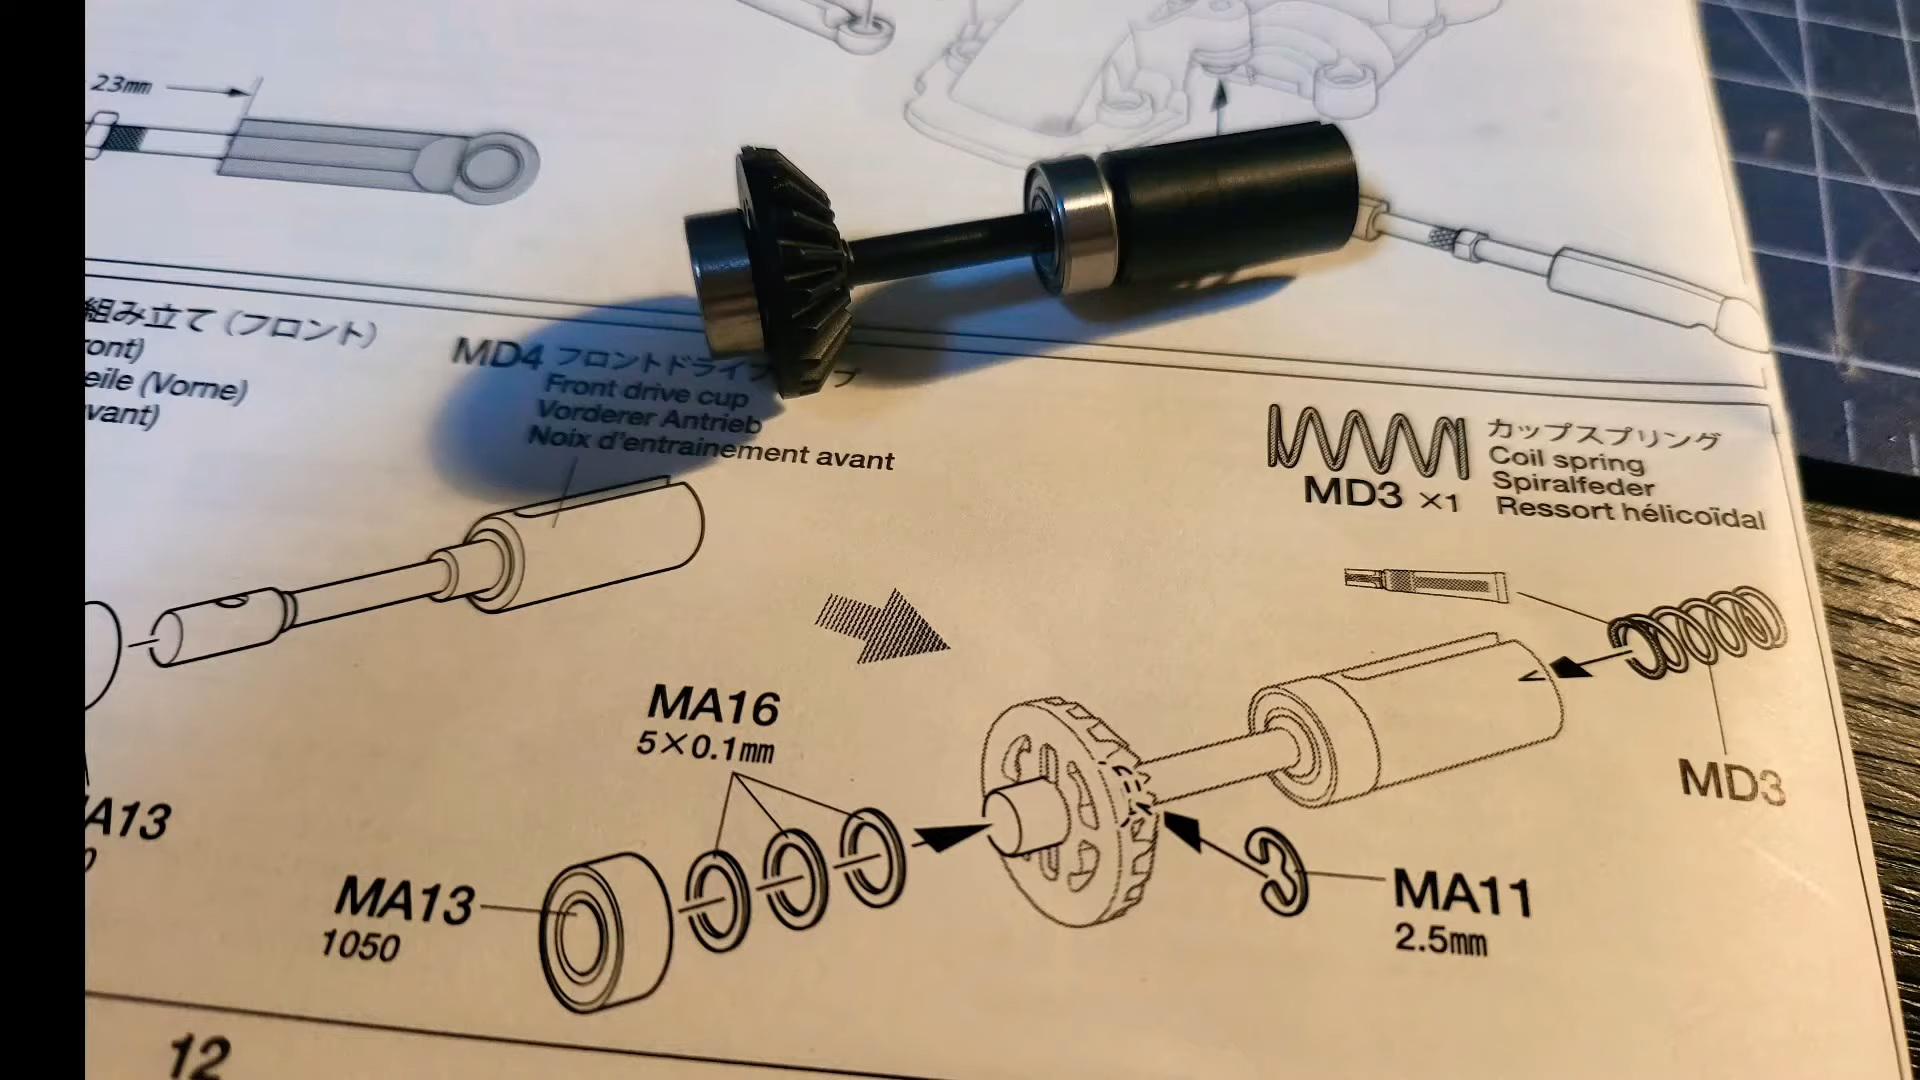 23mm
組み立て(フロント)
ront)
eile (Vorne)
vant)
MD4 フロントドライブ
Front drive cup
Vorderer Antrieb
Noix d'entrainement avant
カップスプリング
Coil spring
Spiralfeder
Ressort hélicoïdal
MD3 ×1
MA16
5×0.1mm
MD3
A13
0
MA13
1050
MA11
2.5mm
12